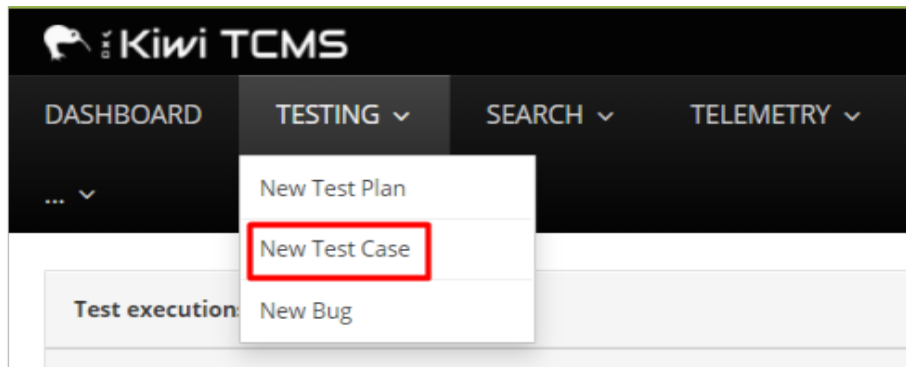 Kiwi TCMS
DASHBOARD TESTING SEARCH TELEMETRY
...
New Test Plan
New Test Case
New Bug
Test execution